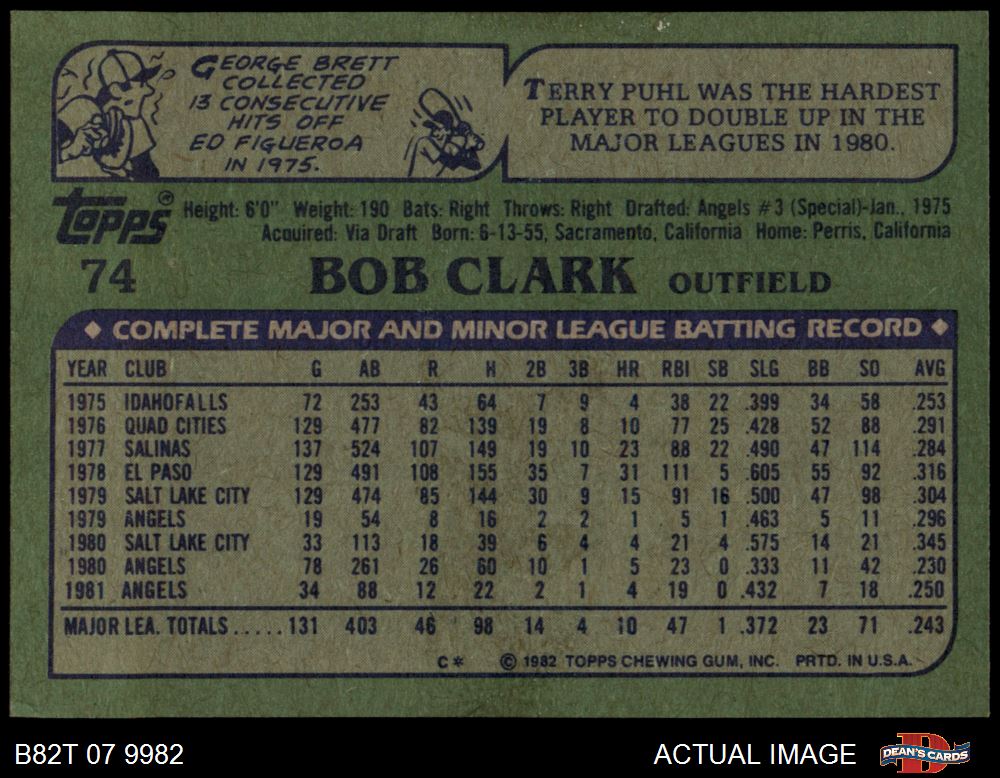 GEORGE BRETT
COLLECTED
13 CONSECUTIVE
HITS OFF
ED FIGUEROA
IN 1975.
TERRY PUHL WAS THE HARDEST
PLAYER TO DOUBLE UP IN THE
MAJOR LEAGUES IN 1980.
Topps®
Height: 6'0" Weight: 190 Bats: Right Throws: Right Drafted: Angels #3 (Special)-Jan., 1975
Acquired: Via Draft Born: 6-13-55, Sacramento, California Home: Perris, California
74 BOB CLARK OUTFIELD
◆ COMPLETE MAJOR AND MINOR LEAGUE BATTING RECORD ◆
YEAR CLUB G AB R H 2B 3B HR RBI SB SLG BB SO AVG
1975 IDAHOFALLS 72 253 43 64 7 9 4 38 22 .399 34 58 .253
1976 QUAD CITIES 129 477 82 139 19 8 10 77 25 .428 52 88 .291
1977 SALINAS 137 524 107 149 19 10 23 88 22 .490 47 114 .284
1978 EL PASO 129 491 108 155 35 7 31 111 5 .605 55 92 .316
1979 SALT LAKE CITY 129 474 85 144 30 9 15 91 16 .500 47 98 .304
1979 ANGELS 19 54 8 16 2 2 1 5 1 .463 5 11 .296
1980 SALT LAKE CITY 33 113 18 39 6 4 4 21 4 .575 14 21 .345
1980 ANGELS 78 261 26 60 10 1 5 23 0 .333 11 42 .230
1981 ANGELS 34 88 12 22 2 1 4 19 0 .432 7 18 .250
MAJOR LEA. TOTALS ..... 131 403 46 98 14 4 10 47 1 .372 23 71 .243
C* © 1982 TOPPS CHEWING GUM, INC. PRTD. IN U.S.A.
B82T 07 9982 ACTUAL IMAGE
D
DEAN'S CARDS